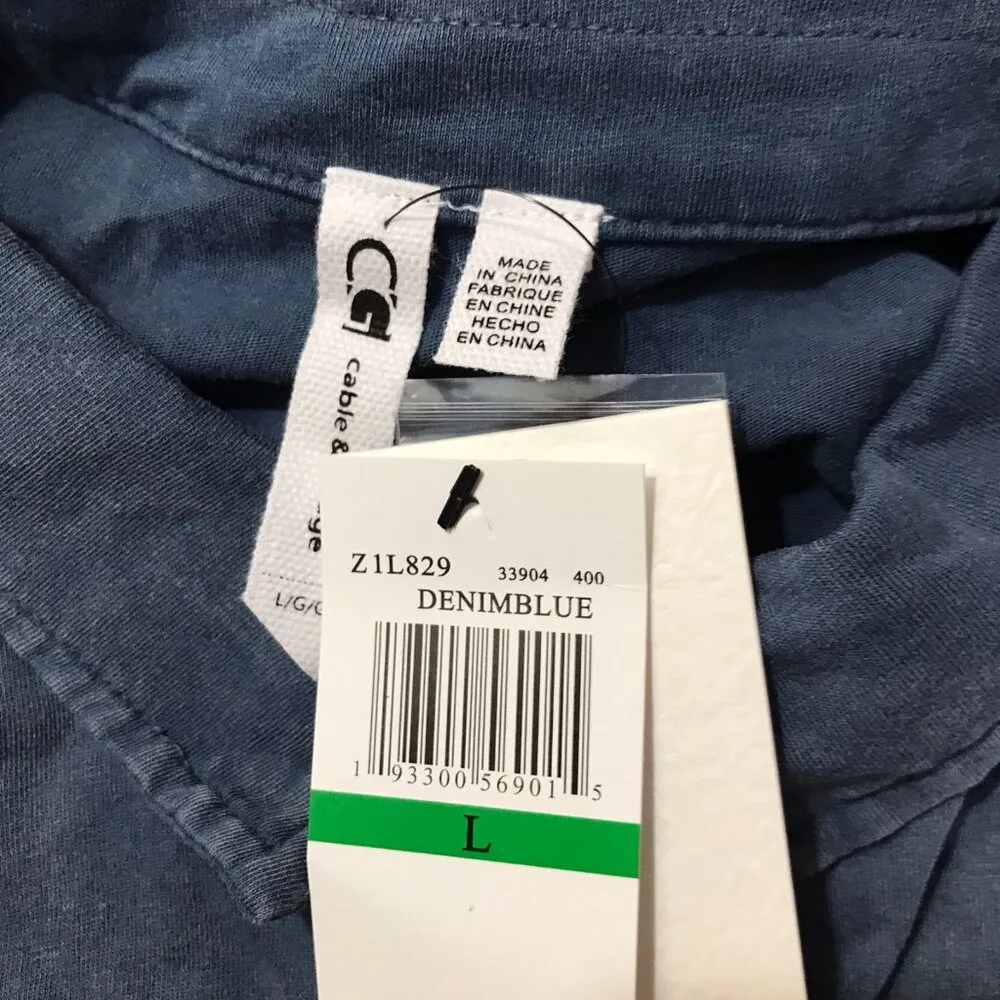 CG
cable &
ge
L/G/
MADE
IN CHINA
FABRIQUE
EN CHINE
HECHO
EN CHINA
Z1L829 33904 400
DENIMBLUE
1 93300 56901 5
L